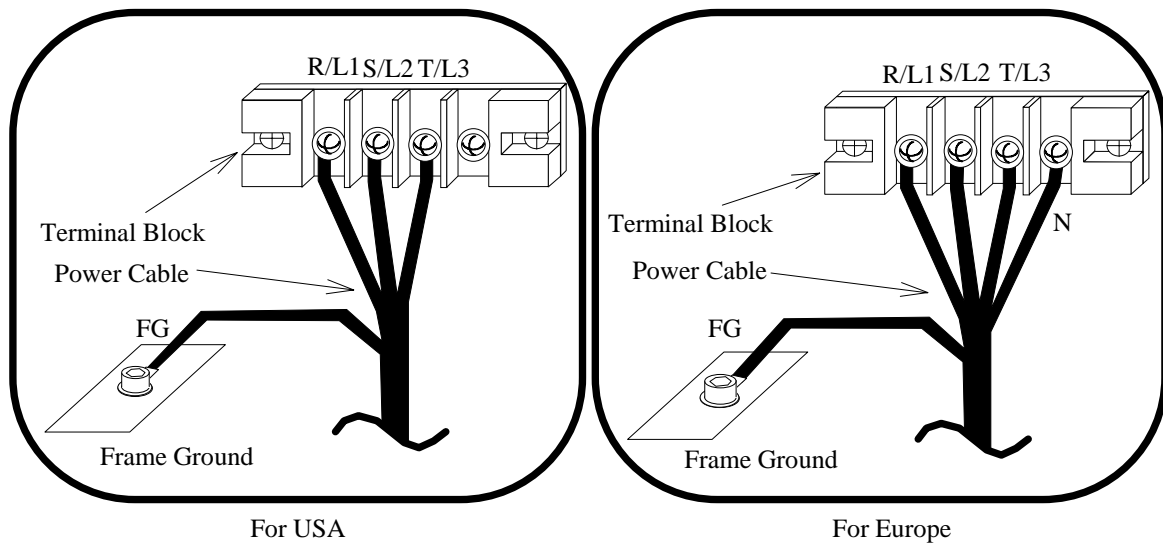 R/L1 S/L2 T/L3
Terminal Block
Power Cable
FG
Frame Ground
For USA
R/L1 S/L2 T/L3
Terminal Block
N
Power Cable
FG
Frame Ground
For Europe